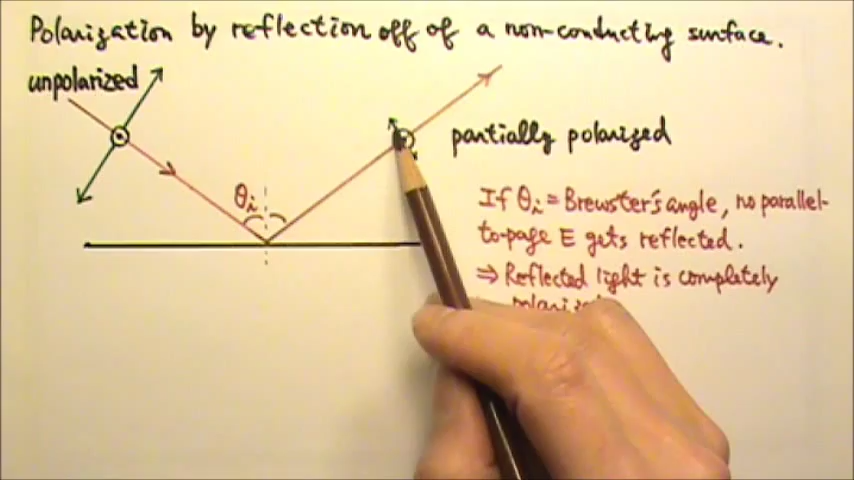 Polarization by reflection off of a non-conducting surface.
unpolarized
partially polarized
θi
If θi = Brewster's angle, no parallel-
to-page E gets reflected.
⇒ Reflected light is completely